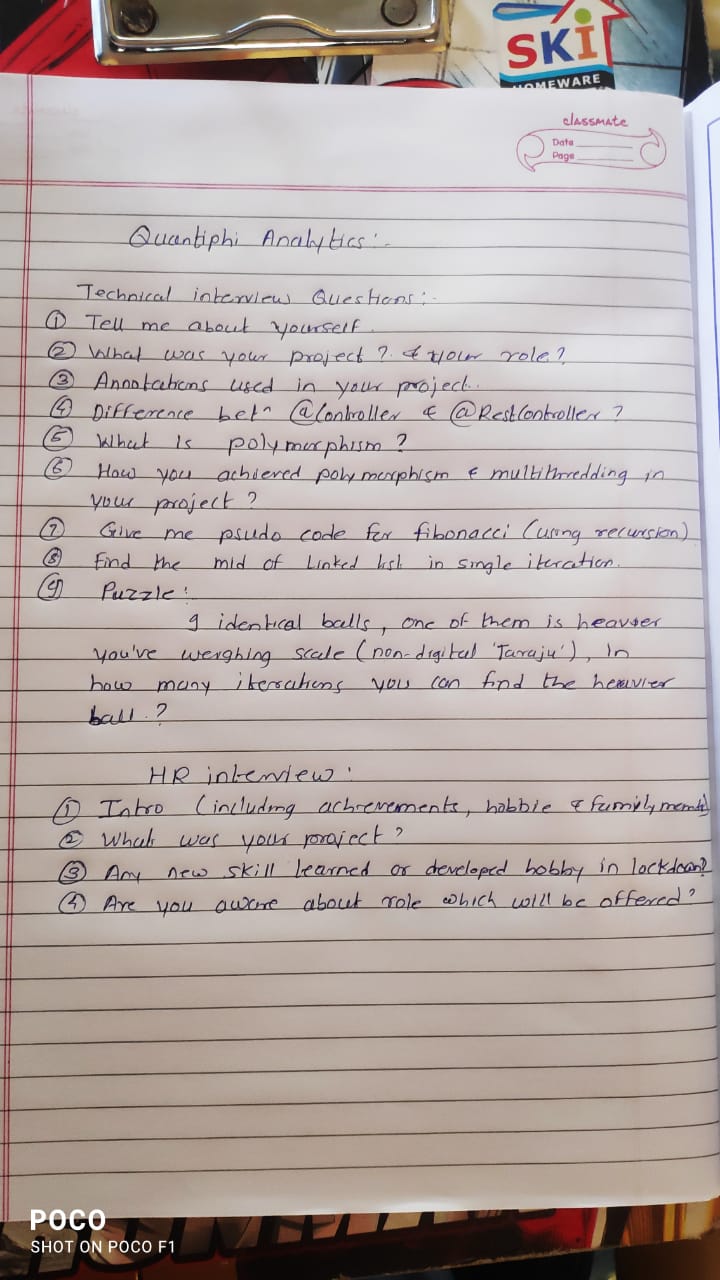 SKI
HOMEWARE
classmate
Date
Page
Quantiphi Analytics :-
Technical interview Questions :-
① Tell me about yourself.
② What was your project ? & your role ?
③ Annotations used in your project..
④ Difference betn @Controller & @RestController ?
⑤ What is polymorphism ?
⑥ How you achieved polymorphism & multithredding in
your project ?
⑦ Give me psudo code for fibonacci (using recursion)
⑧ Find the mid of Linked list in single iteration.
⑨ Puzzle :
9 identical balls, one of them is heavier
you've weighing scale (non-digital 'Taraju'), In
how many iterations you can find the heavier
ball.?
HR interview :
① Intro (including achievements, hobbie & family
② What was your project ?
③ Any new skill learned or developed hobby in lockdown?
④ Are you aware about role which will be offered?
POCO
SHOT ON POCO F1